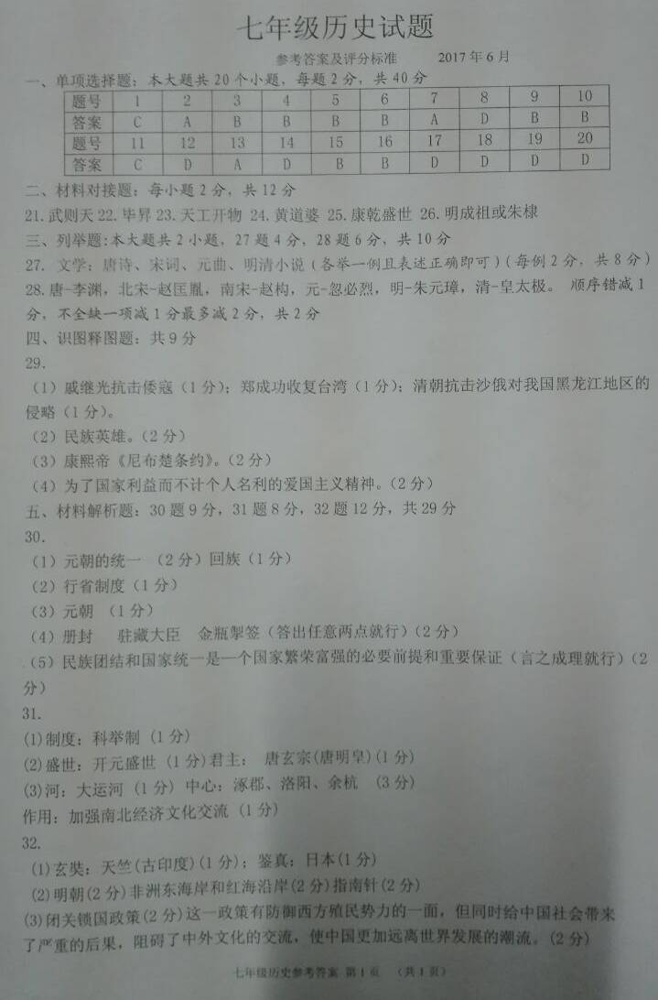 七年级历史试题
参考答案及评分标准 2017年6月
一、单项选择题：本大题共20个小题，每题2分，共40分
题号 1 2 3 4 5 6 7 8 9 10
答案 C A B B B B A D B B
题号 11 12 13 14 15 16 17 18 19 20
答案 C D A D B B D D D D
二、材料对接题：每小题2分，共12分
21.武则天 22.毕昇 23.天工开物 24.黄道婆 25.康乾盛世 26.明成祖或朱棣
三、列举题:本大题共2小题，27题4分，28题6分，共10分
27. 文学：唐诗、宋词、元曲、明清小说（各举一例且表述正确即可）（每例2分，共8分）
28.唐-李渊，北宋-赵匡胤，南宋-赵构，元-忽必烈，明-朱元璋，清-皇太极。 顺序错减1
分，不全缺一项减1分最多减2分，共2分
四、识图释图题：共9分
29.
（1）戚继光抗击倭寇（1分）；郑成功收复台湾（1分）；清朝抗击沙俄对我国黑龙江地区的
侵略（1分）。
（2）民族英雄。（2分）
（3）康熙帝《尼布楚条约》。（2分）
（4）为了国家利益而不计个人名利的爱国主义精神。（2分）
五、材料解析题：30题9分，31题8分，32题12分，共29分
30.
（1）元朝的统一 （2分）回族（1分）
（2）行省制度（1分）
（3）元朝 （1分）
（4）册封 驻藏大臣 金瓶掣签（答出任意两点就行）（2分）
（5）民族团结和国家统一是一个国家繁荣富强的必要前提和重要保证（言之成理就行）（2
分）
31.
(1)制度：科举制（1分）
(2)盛世：开元盛世（1分)君主： 唐玄宗(唐明皇)(1分)
(3)河：大运河（1分）中心：涿郡、洛阳、余杭 （3分）
作用：加强南北经济文化交流（1分）
32.
(1)玄奘：天竺(古印度)(1分)；鉴真：日本(1分)
(2)明朝(2分)非洲东海岸和红海沿岸(2分)指南针(2分)
(3)闭关锁国政策(2分)这一政策有防御西方殖民势力的一面，但同时给中国社会带来
了严重的后果，阻碍了中外文化的交流，使中国更加远离世界发展的潮流。(2分)
七年级历史参考答案 第1页 （共1页）